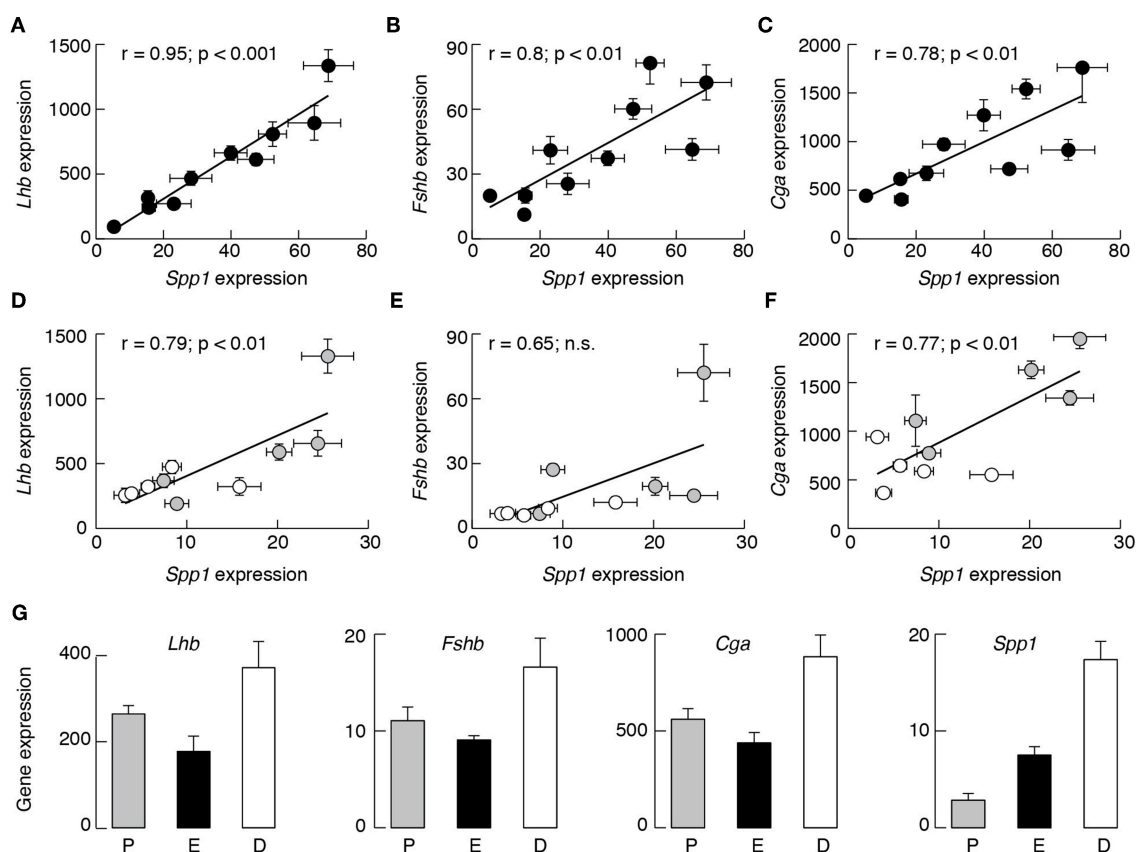 A
B
C
r = 0.95; p < 0.001
r = 0.8; p < 0.01
r = 0.78; p < 0.01
1500
1000
500
0
Lhb expression
0 20 40 60 80
Spp1 expression
90
60
30
0
Fshb expression
0 20 40 60 80
Spp1 expression
2000
1500
1000
500
0
Cga expression
0 20 40 60 80
Spp1 expression
D
E
F
r = 0.79; p < 0.01
r = 0.65; n.s.
r = 0.77; p < 0.01
1500
1000
500
0
Lhb expression
0 10 20 30
Spp1 expression
90
60
30
0
Fshb expression
0 10 20 30
Spp1 expression
2000
1500
1000
500
0
Cga expression
0 10 20 30
Spp1 expression
G
Gene expression
Lhb
400
200
0
P E D
Fshb
20
10
0
P E D
Cga
1000
500
0
P E D
Spp1
20
10
0
P E D